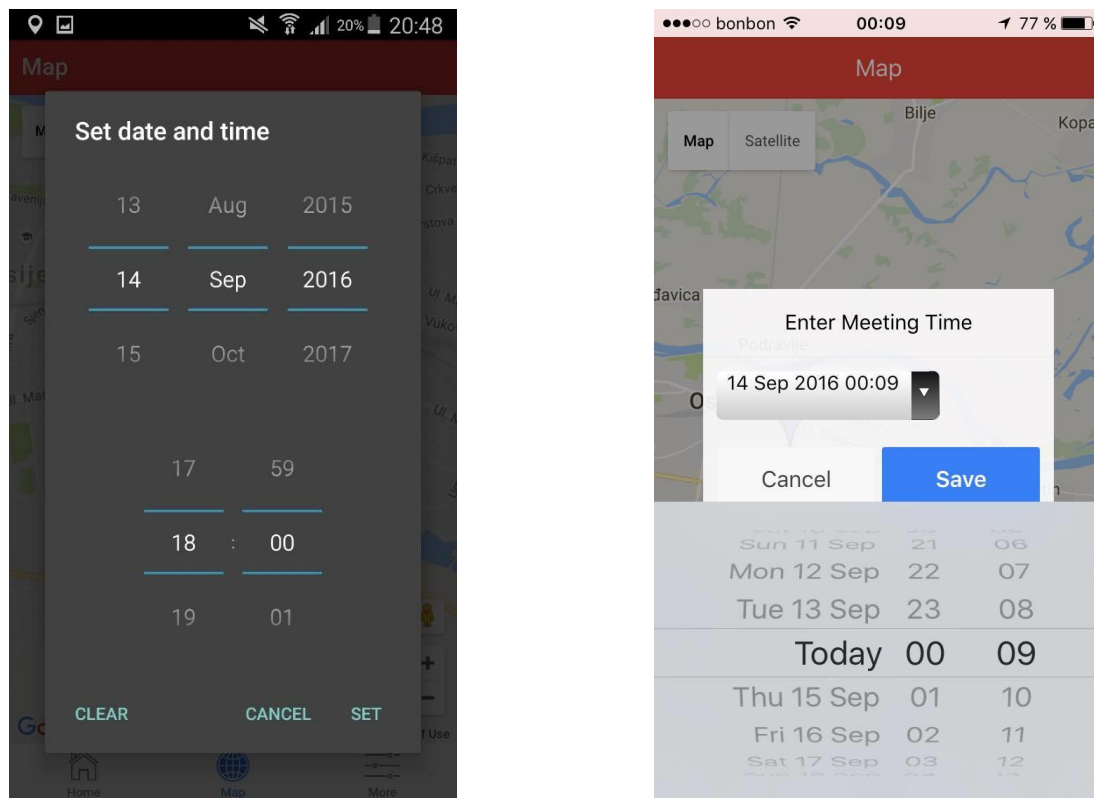 20% 20:48
Map
Set date and time
13 Aug 2015
14 Sep 2016
15 Oct 2017
17 59
18 : 00
19 01
CLEAR CANCEL SET
Home Map More
bonbon 00:09 77 %
Map
Bilje
Kopa
Map Satellite
đavica
Enter Meeting Time
Podravlje
14 Sep 2016 00:09
Os
Cancel Save
Sun 11 Sep 21 06
Mon 12 Sep 22 07
Tue 13 Sep 23 08
Today 00 09
Thu 15 Sep 01 10
Fri 16 Sep 02 11
Sat 17 Sep 03 12